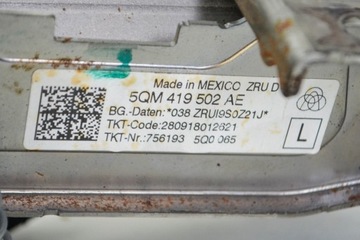 Made in MEXICO ZRU D
5QM 419 502 AE
BG.-Daten:*038 ZRUI9S0Z21J*
TKT-Code:280918012621
TKT-Nr.:756193 5Q0 065
L